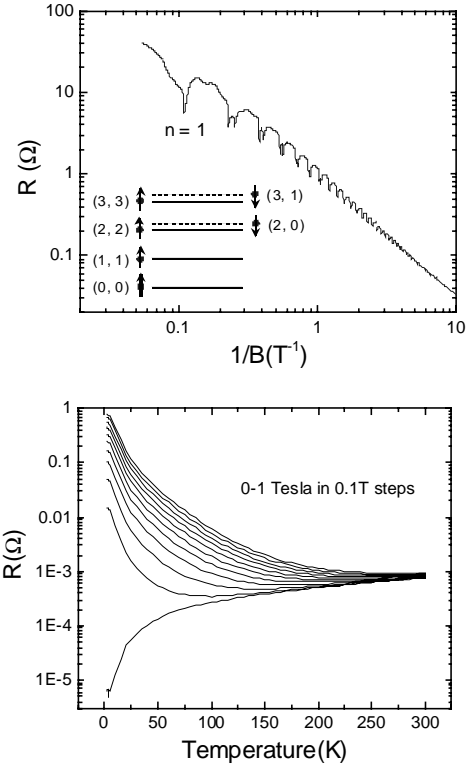 100
10
1
0.1
R (Ω)
n = 1
(3, 3)
(3, 1)
(2, 2)
(2, 0)
(1, 1)
(0, 0)
0.1 1 10
1/B(T⁻¹)
1
0.1
0.01
1E-3
1E-4
1E-5
R(Ω)
0-1 Tesla in 0.1T steps
0 50 100 150 200 250 300
Temperature(K)